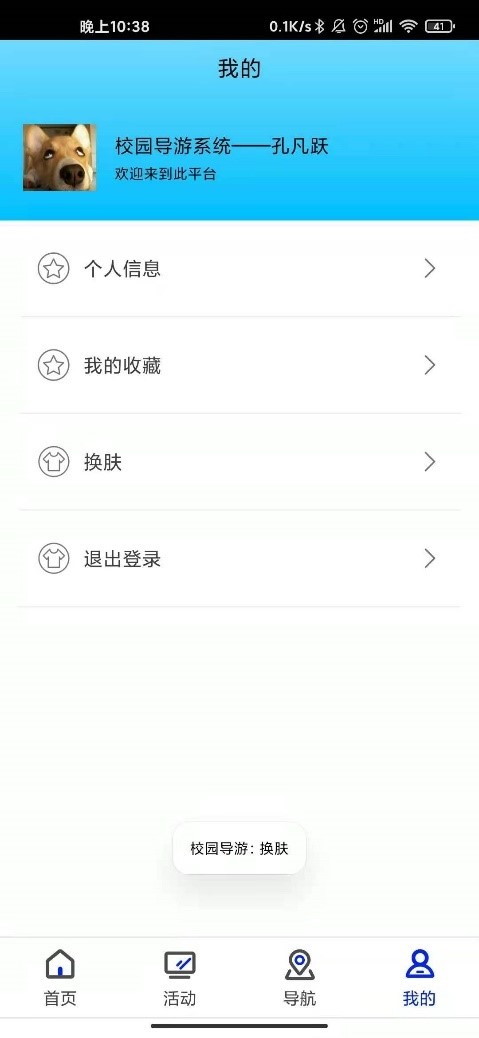 晚上10:38
0.1K/s
HD
41
我的
校园导游系统——孔凡跃
欢迎来到此平台
个人信息
我的收藏
换肤
退出登录
校园导游: 换肤
首页
活动
导航
我的